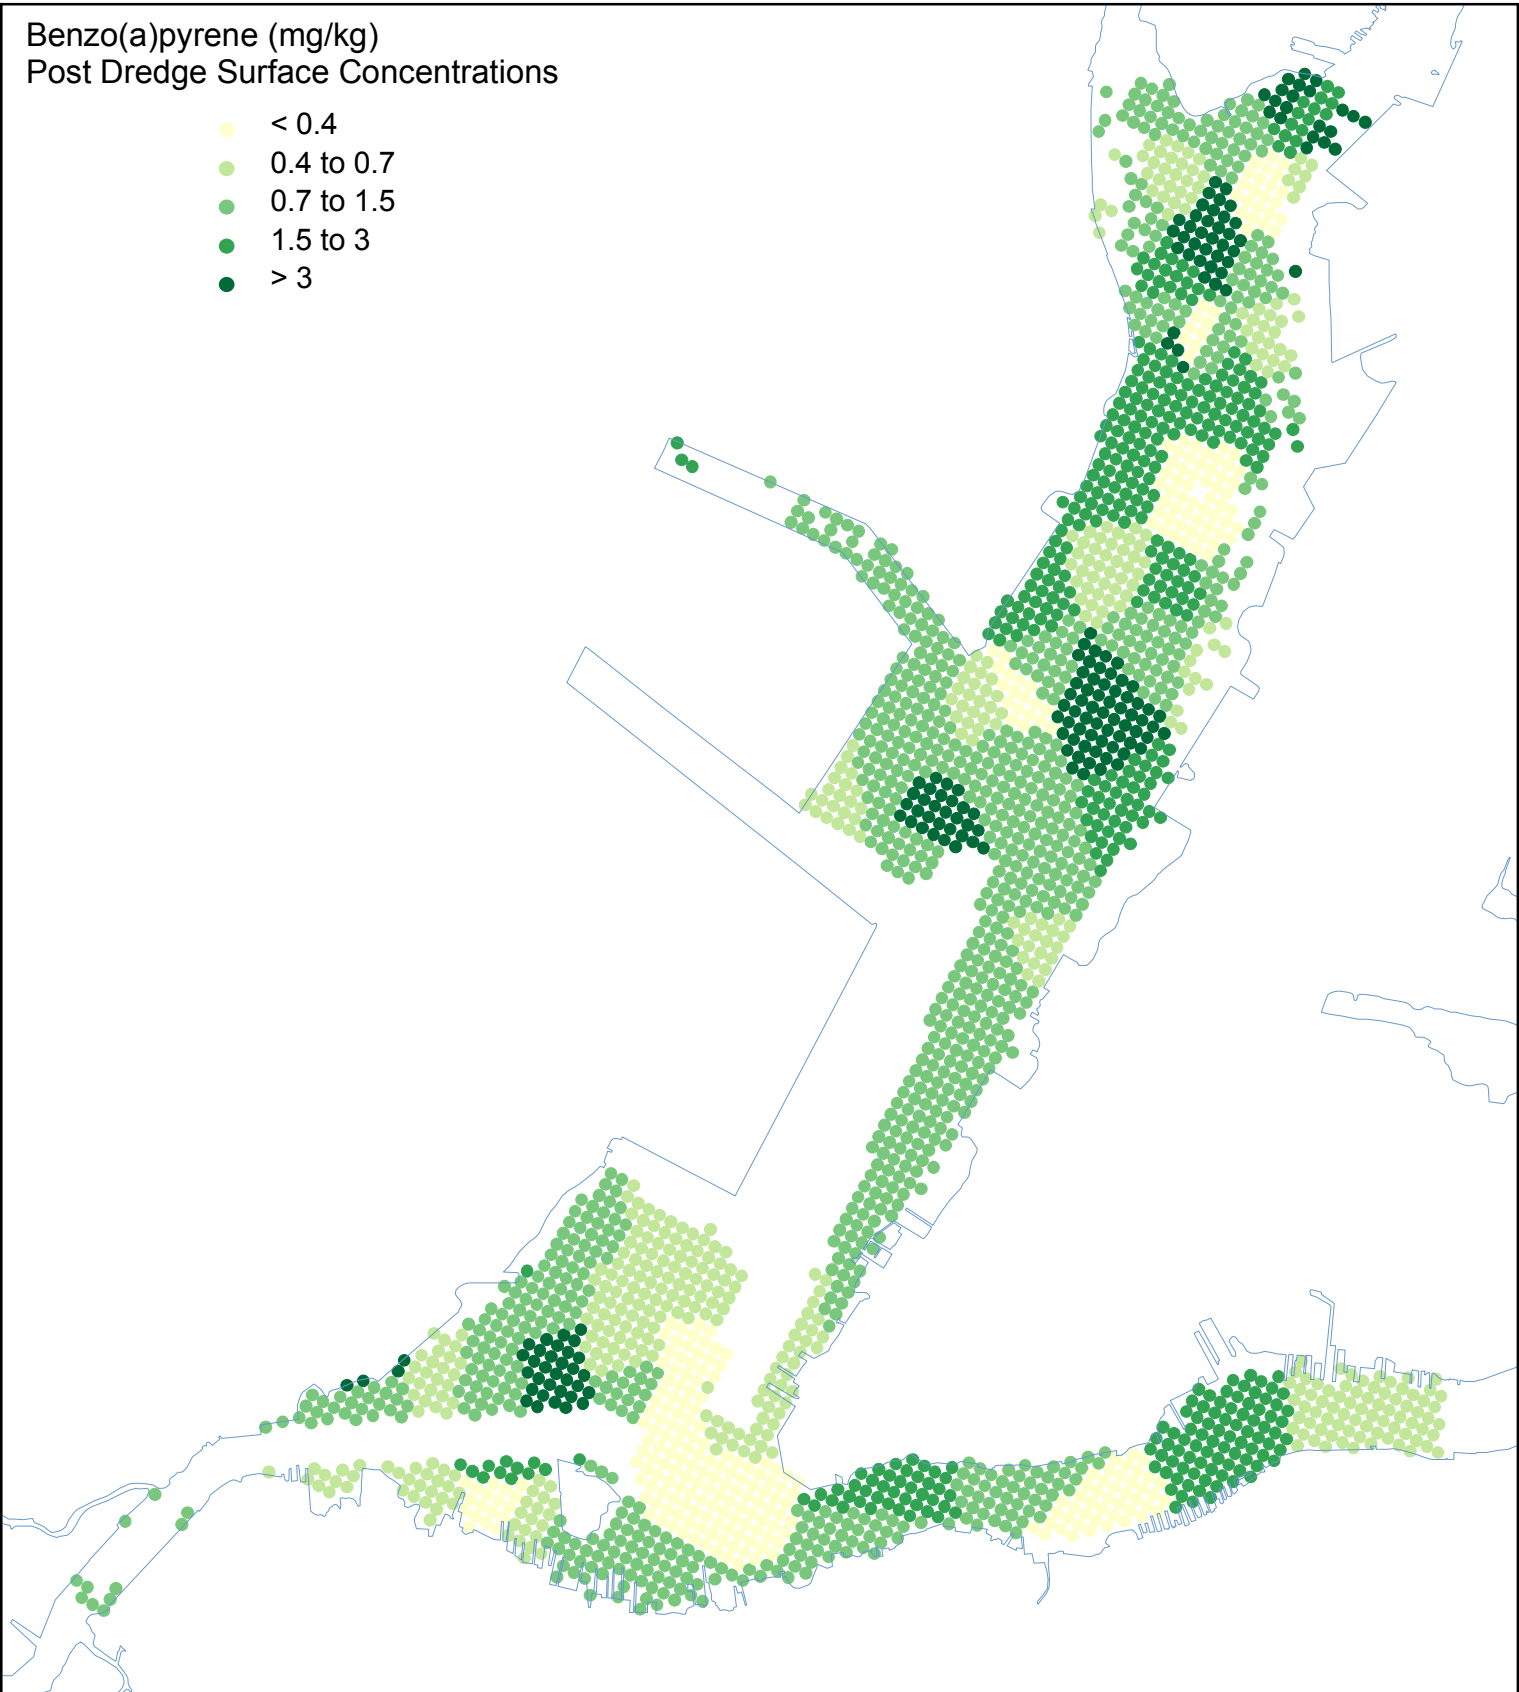 Benzo(a)pyrene (mg/kg)
Post Dredge Surface Concentrations
< 0.4
0.4 to 0.7
0.7 to 1.5
1.5 to 3
> 3